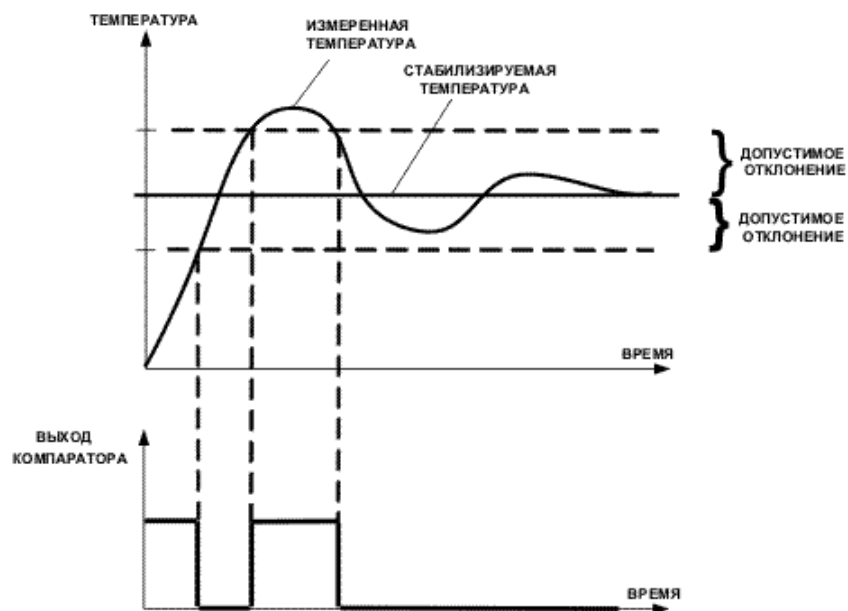 ТЕМПЕРАТУРА
ИЗМЕРЕННАЯ
ТЕМПЕРАТУРА
СТАБИЛИЗИРУЕМАЯ
ТЕМПЕРАТУРА
ДОПУСТИМОЕ
ОТКЛОНЕНИЕ
ДОПУСТИМОЕ
ОТКЛОНЕНИЕ
ВРЕМЯ
ВЫХОД
КОМПАРАТОРА
ВРЕМЯ